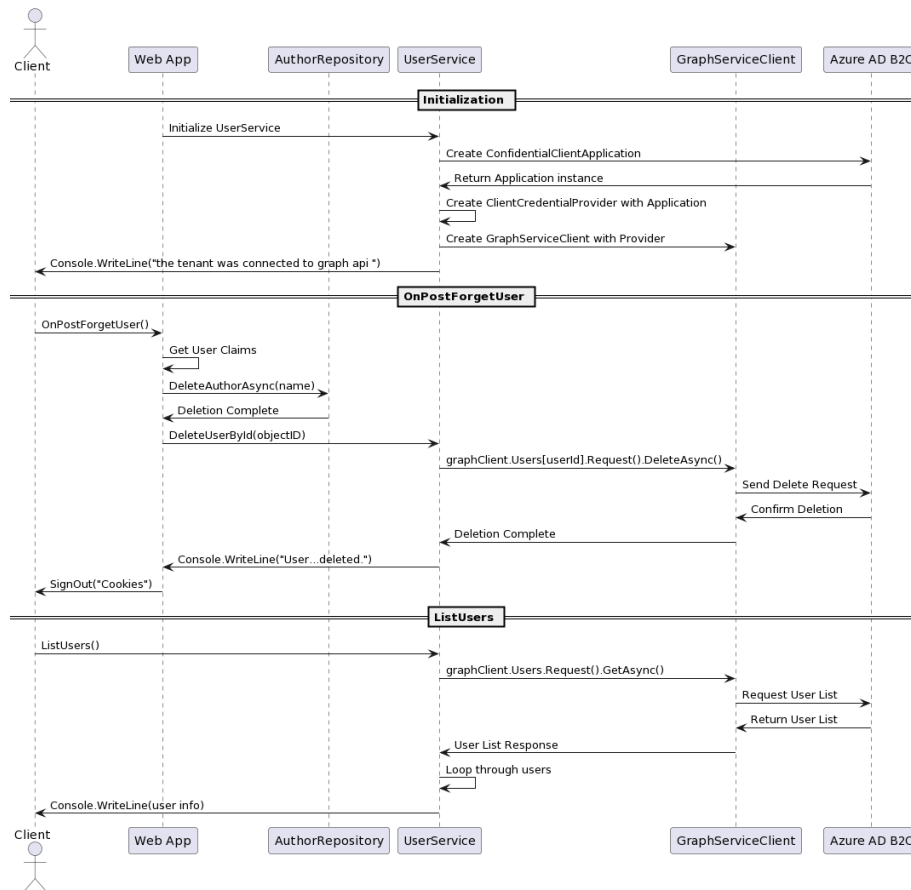 Client
Web App
AuthorRepository
UserService
GraphServiceClient
Azure AD B2C
Initialization
Initialize UserService
Create ConfidentialClientApplication
Return Application instance
Create ClientCredentialProvider with Application
Create GraphServiceClient with Provider
Console.WriteLine("the tenant was connected to graph api ")
OnPostForgetUser
OnPostForgetUser()
Get User Claims
DeleteAuthorAsync(name)
Deletion Complete
DeleteUserById(objectID)
graphClient.Users[userId].Request().DeleteAsync()
Send Delete Request
Confirm Deletion
Deletion Complete
Console.WriteLine("User...deleted.")
SignOut("Cookies")
ListUsers
ListUsers()
graphClient.Users.Request().GetAsync()
Request User List
Return User List
User List Response
Loop through users
Console.WriteLine(user info)
Client
Web App
AuthorRepository
UserService
GraphServiceClient
Azure AD B2C